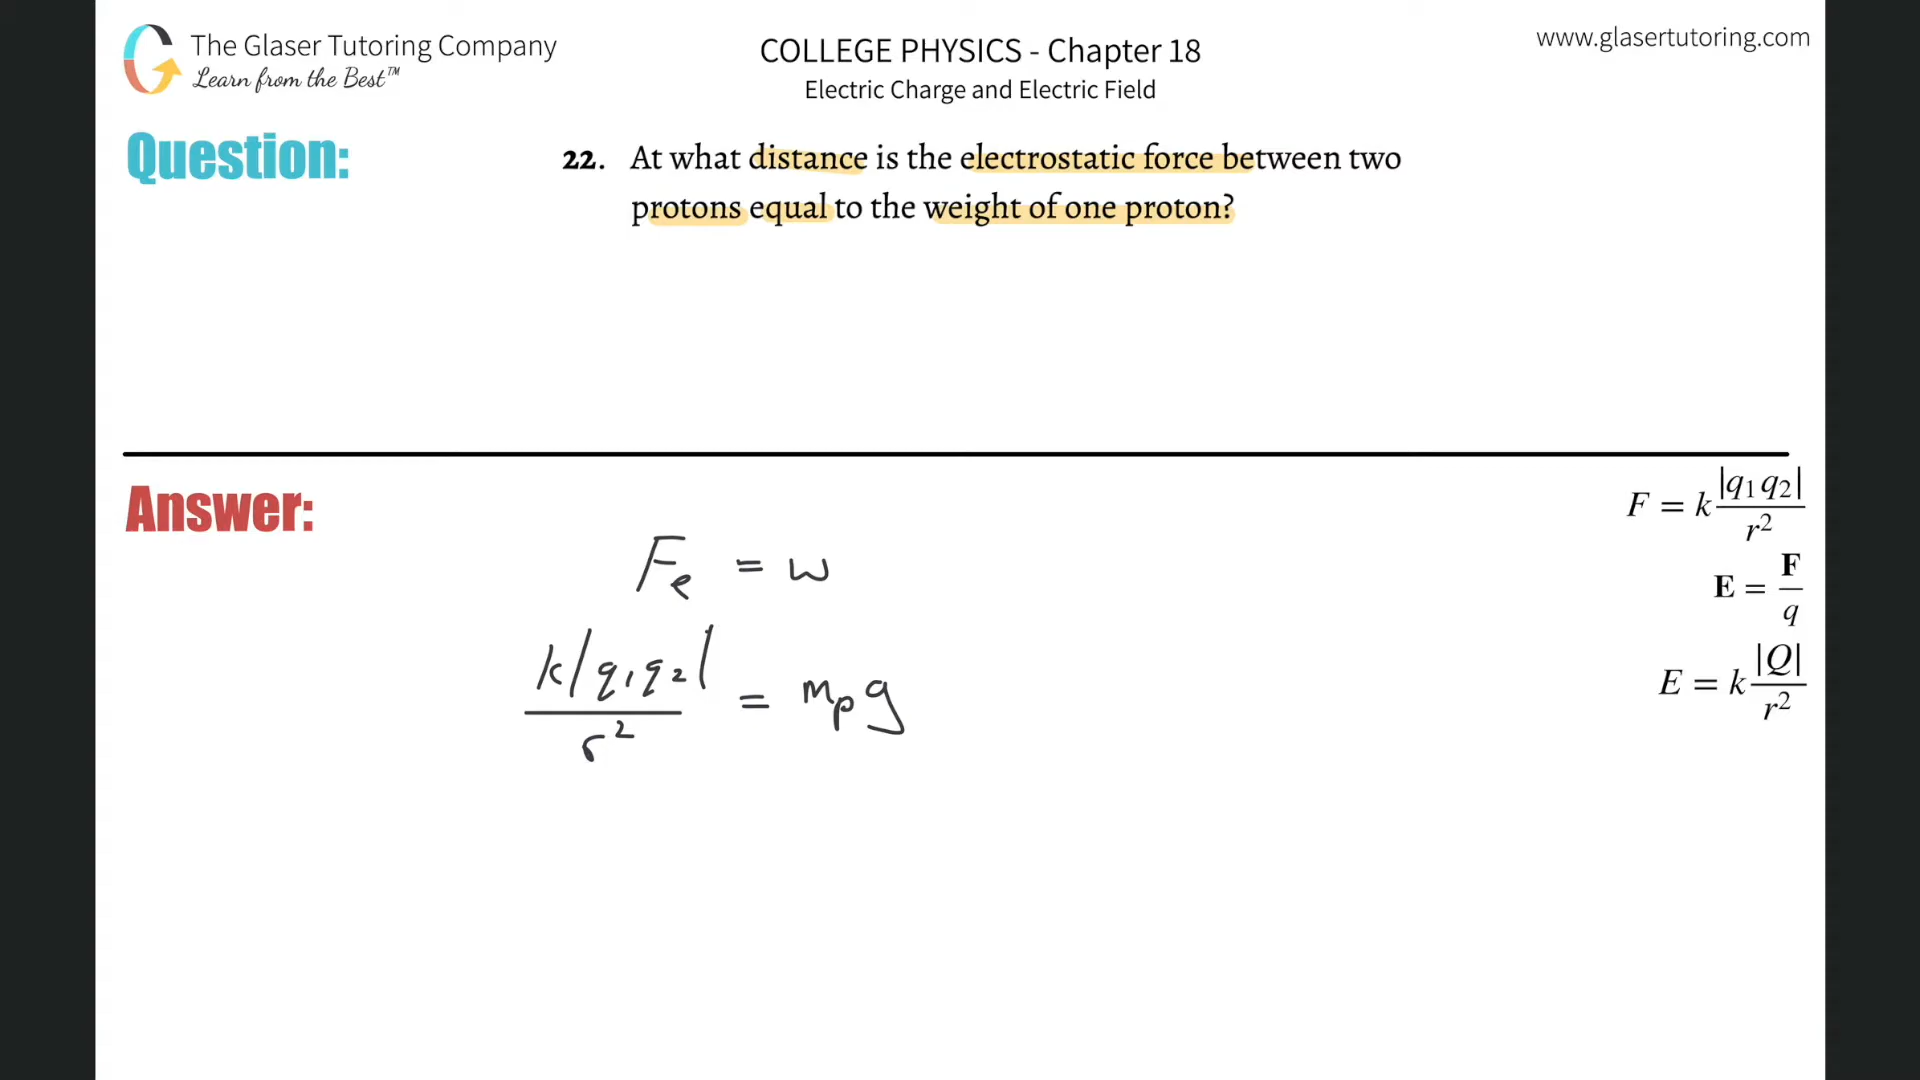 The Glaser Tutoring Company
Learn from the Best™
COLLEGE PHYSICS - Chapter 18
Electric Charge and Electric Field
www.glasertutoring.com
Question:
22. At what distance is the electrostatic force between two
protons equal to the weight of one proton?
Answer:
F = k |q₁q₂| / r²
E = F / q
E = k |Q| / r²
Fₑ = w
k|q₁q₂| / r² = mₚg